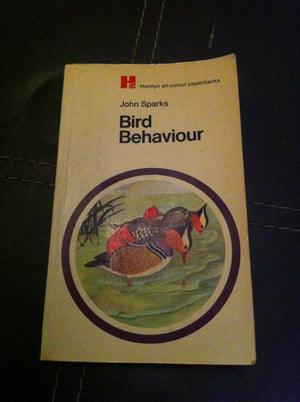 Hamlyn all-colour paperbacks
John Sparks
Bird
Behaviour